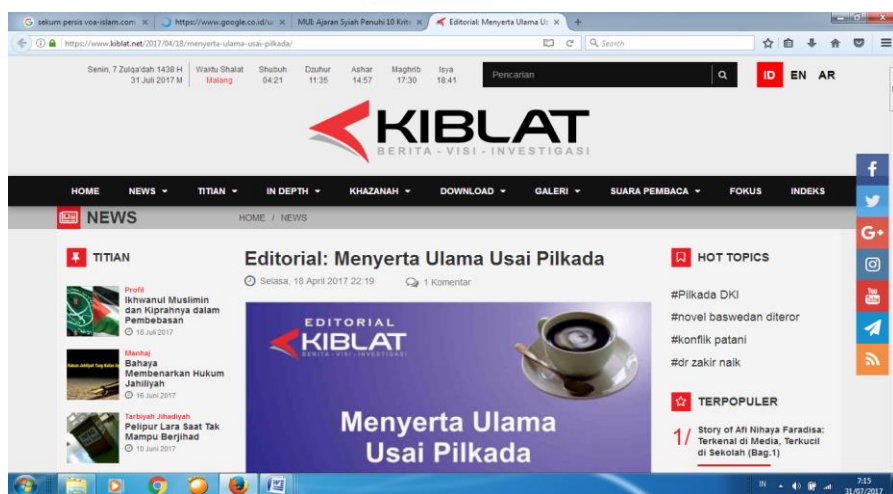 sekum persis voa-islam.com
https://www.google.co.id/u
MUI: Ajaran Syiah Penuhi 10 Krite
Editorial: Menyerta Ulama U
https://www.kiblat.net/2017/04/18/menyerta-ulama-usai-pilkada/
Search
Senin, 7 Zulqa'dah 1438 H
31 Juli 2017 M
Waktu Shalat
Malang
Shubuh
04:21
Dzuhur
11:35
Ashar
14:57
Maghrib
17:30
Isya
18:41
Pencarian
ID EN AR
KIBLAT
BERITA - VISI - INVESTIGASI
HOME NEWS TITIAN IN DEPTH KHAZANAH DOWNLOAD GALERI SUARA PEMBACA FOKUS INDEKS
NEWS
HOME / NEWS
TITIAN
Profil
Ikhwanul Muslimin
dan Kiprahnya dalam
Pembebasan
18 Juli 2017
Manhaj
Bahaya
Membenarkan Hukum
Jahiliyah
16 Juni 2017
Tarbiyah Jihadiyah
Pelipur Lara Saat Tak
Mampu Berjihad
10 Juni 2017
Editorial: Menyerta Ulama Usai Pilkada
Selasa, 18 April 2017 22:19
1 Komentar
EDITORIAL
KIBLAT
BERITA - VISI - INVESTIGASI
Menyerta Ulama
Usai Pilkada
HOT TOPICS
#Pilkada DKI
#novel baswedan diteror
#konflik patani
#dr zakir naik
TERPOPULER
1/
Story of Afi Nihaya Faradisa:
Terkenal di Media, Terkucil
di Sekolah (Bag.1)
f
G+
You
Tube
IN
7:15
31/07/2017